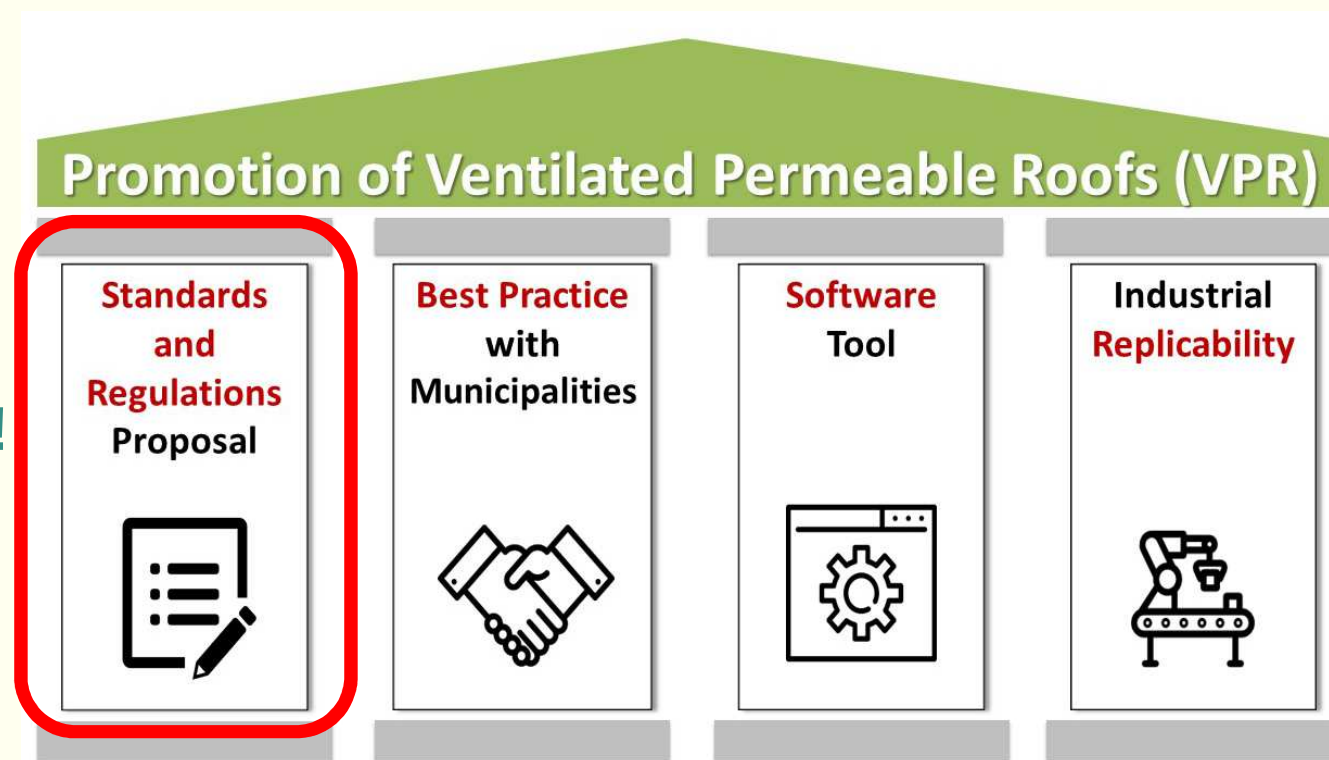 Promotion of Ventilated Permeable Roofs (VPR)
Standards
and
Regulations
Proposal
Best Practice
with
Municipalities
Software
Tool
Industrial
Replicability
!